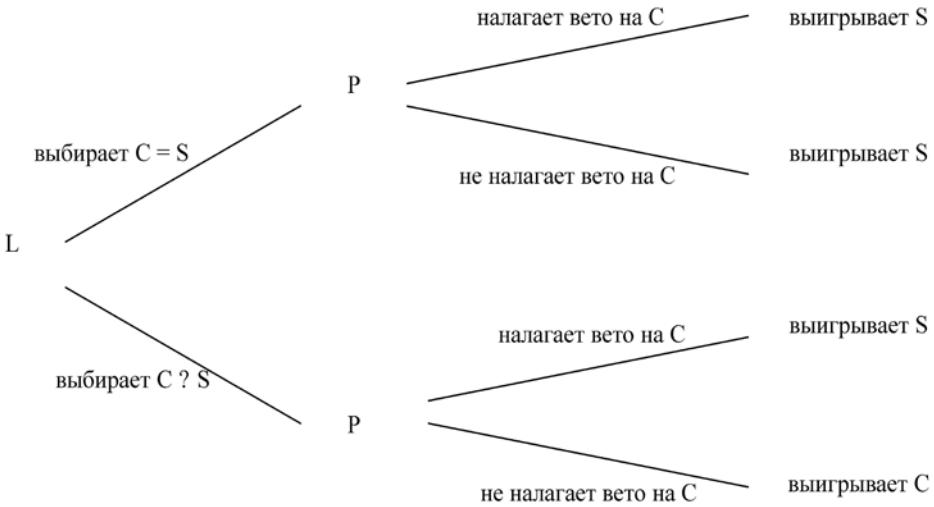 налагает вето на C
выигрывает S
P
выбирает C = S
выигрывает S
не налагает вето на C
L
выигрывает S
налагает вето на C
выбирает C ? S
P
выигрывает C
не налагает вето на C